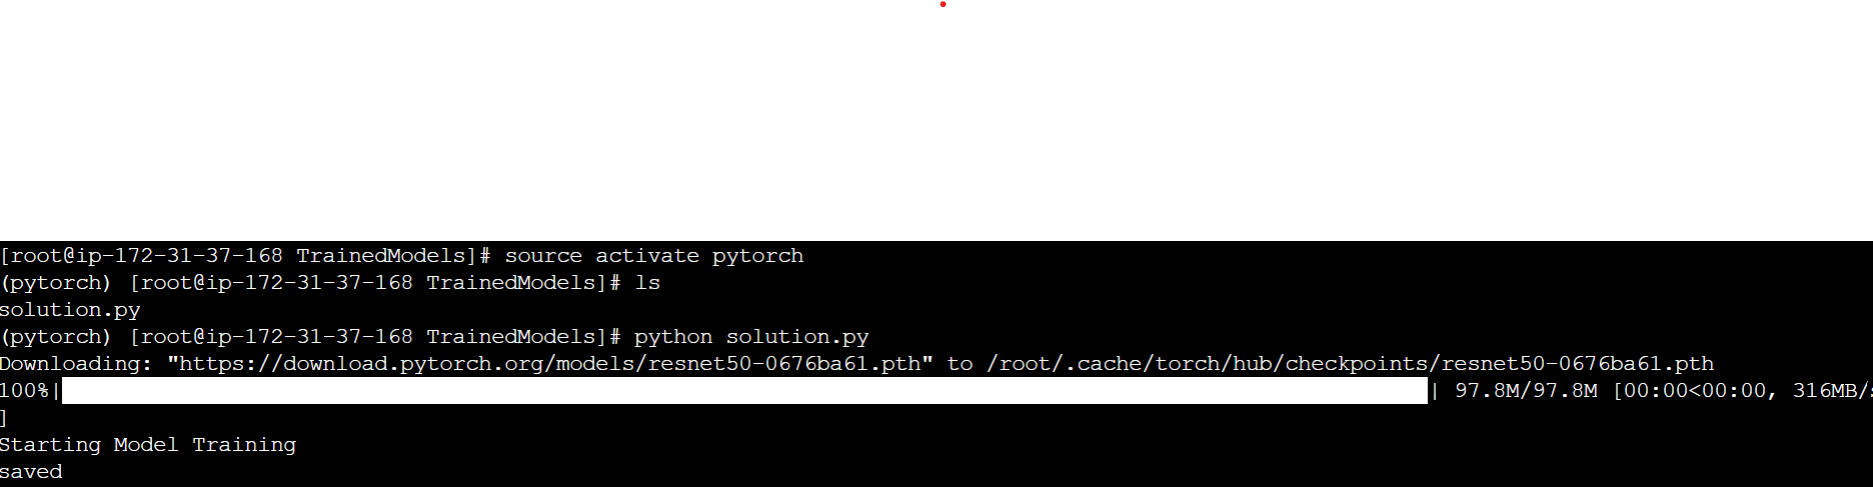 [root@ip-172-31-37-168 TrainedModels]# source activate pytorch
(pytorch) [root@ip-172-31-37-168 TrainedModels]# ls
solution.py
(pytorch) [root@ip-172-31-37-168 TrainedModels]# python solution.py
Downloading: "https://download.pytorch.org/models/resnet50-0676ba61.pth" to /root/.cache/torch/hub/checkpoints/resnet50-0676ba61.pth
100%| | 97.8M/97.8M [00:00<00:00, 316MB/s
]
Starting Model Training
saved